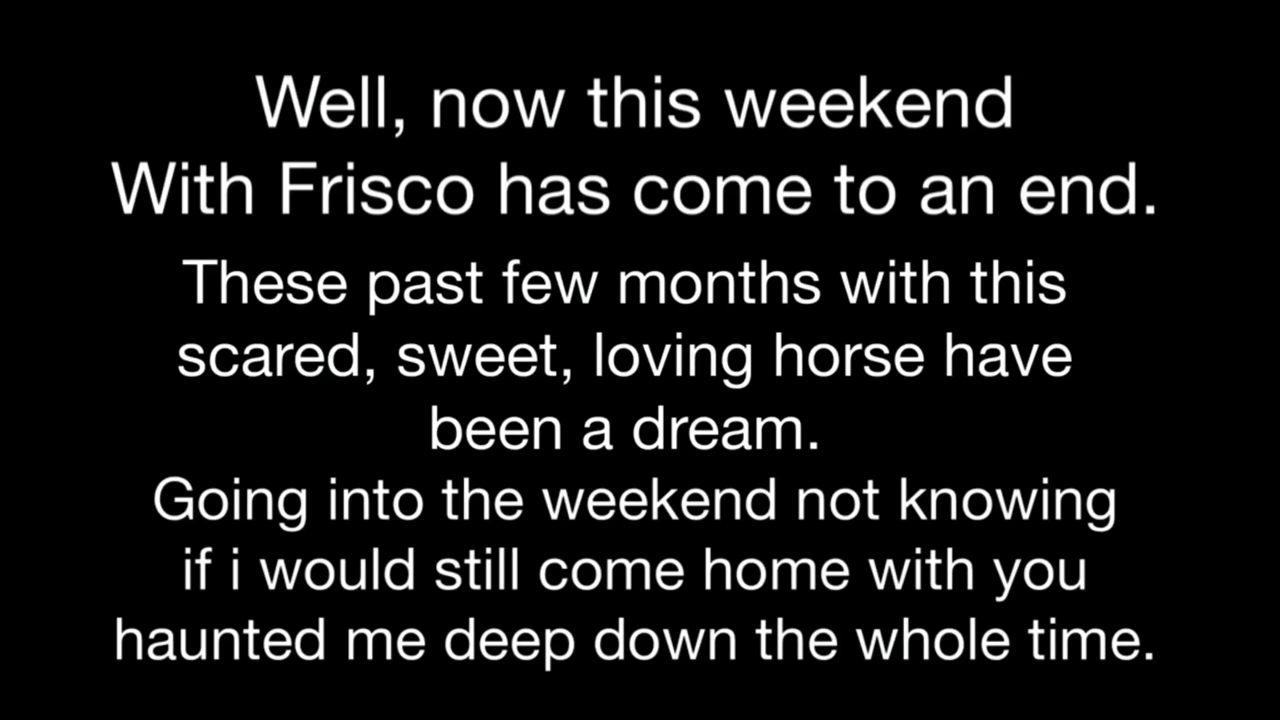 Well, now this weekend
With Frisco has come to an end.
These past few months with this
scared, sweet, loving horse have
been a dream.
Going into the weekend not knowing
if i would still come home with you
haunted me deep down the whole time.